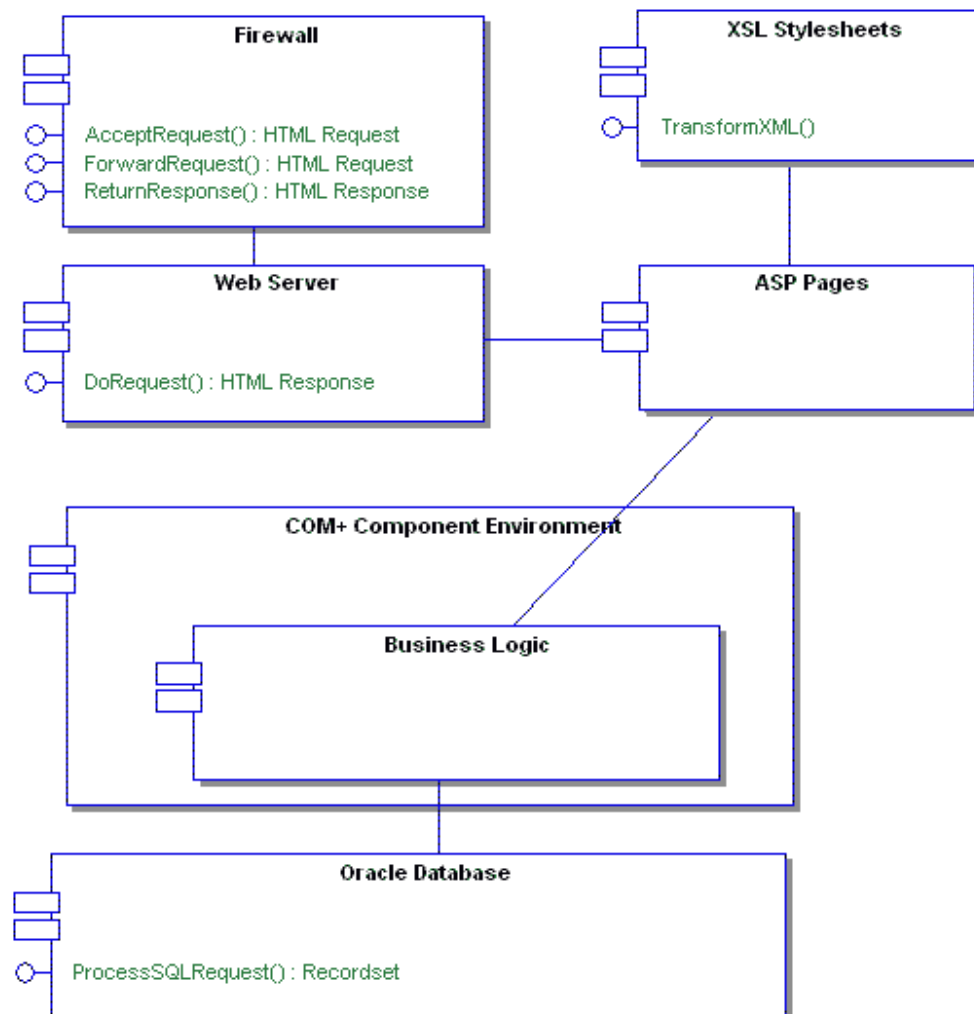 Firewall
AcceptRequest() : HTML Request
ForwardRequest() : HTML Request
ReturnResponse() : HTML Response
XSL Stylesheets
TransformXML()
Web Server
DoRequest() : HTML Response
ASP Pages
COM+ Component Environment
Business Logic
Oracle Database
ProcessSQLRequest() : Recordset